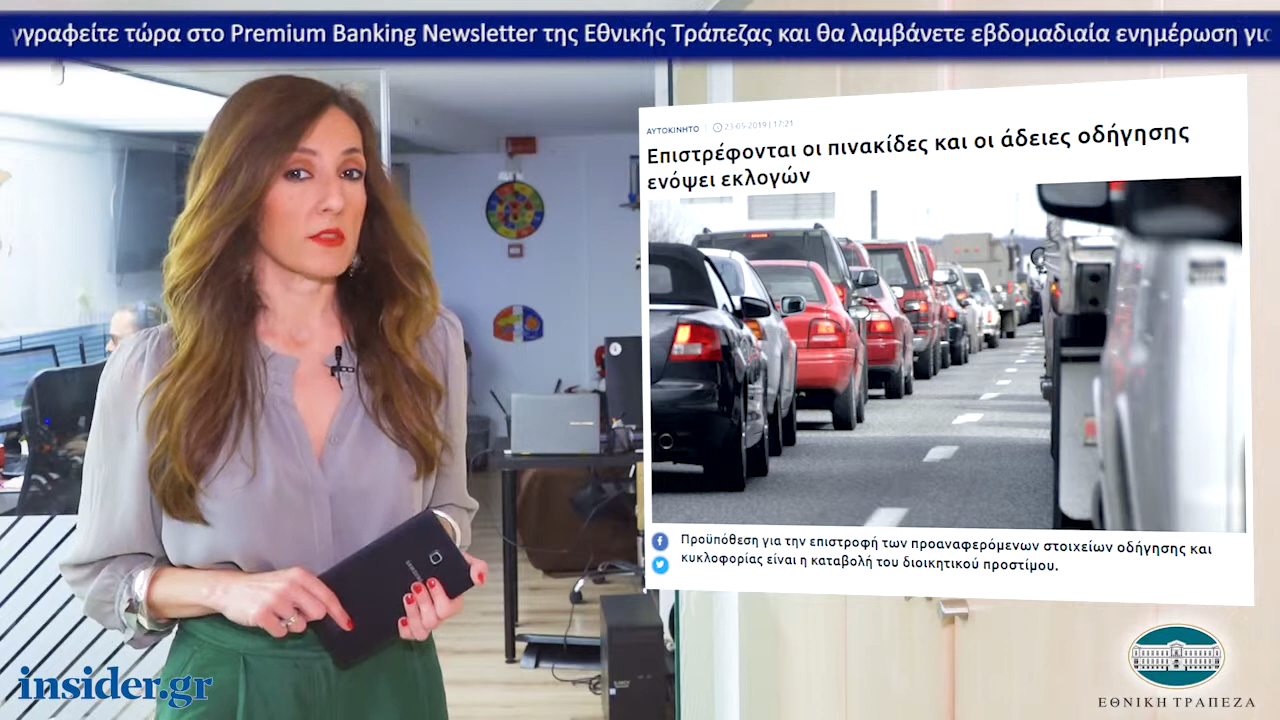 γγραφείτε τώρα στο Premium Banking Newsletter της Εθνικής Τράπεζας και θα λαμβάνετε εβδομαδιαία ενημέρωση για
ΑΥΤΟΚΙΝΗΤΟ | 23-05-2019 | 17:21
Επιστρέφονται οι πινακίδες και οι άδειες οδήγησης
ενόψει εκλογών
Προϋπόθεση για την επιστροφή των προαναφερόμενων στοιχείων οδήγησης και
κυκλοφορίας είναι η καταβολή του διοικητικού προστίμου.
SAMSUNG
insider.gr
ΕΘΝΙΚΗ ΤΡΑΠΕΖΑ